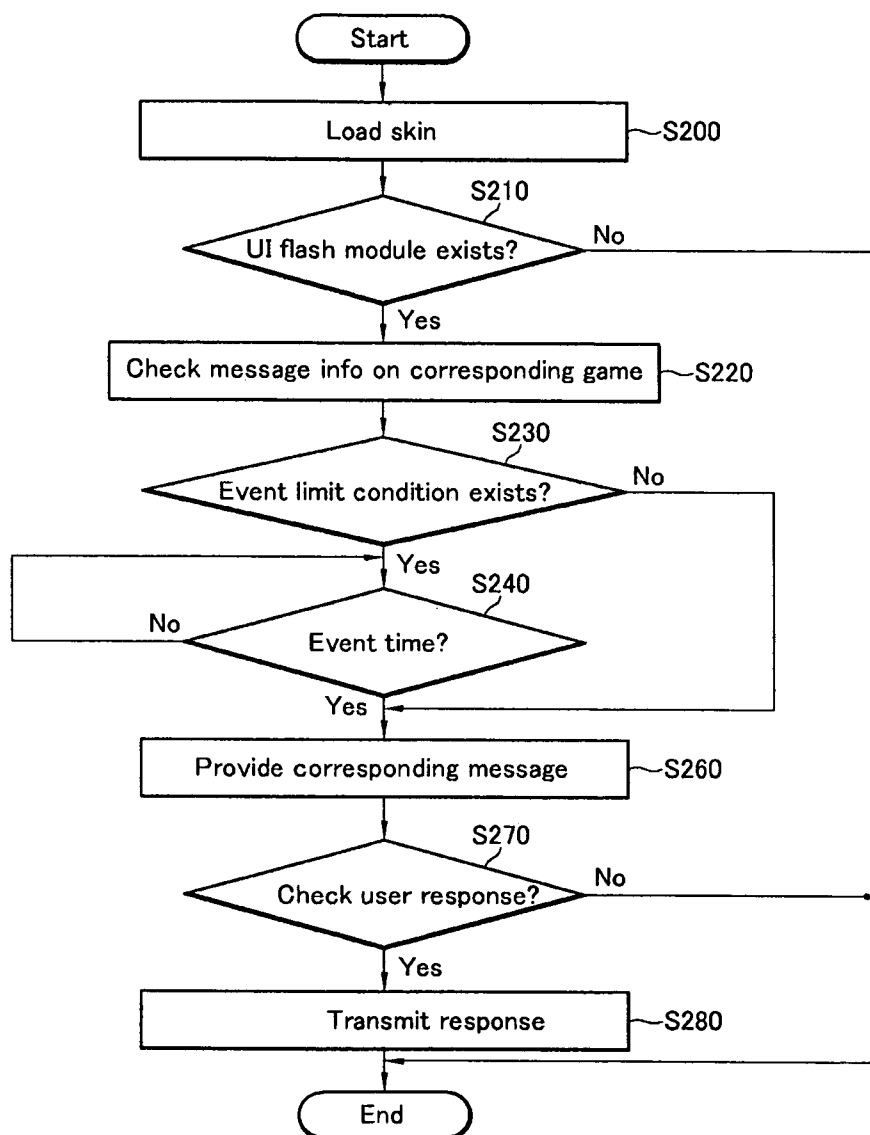 Start
Load skin
S200
S210
UI flash module exists?
No
Yes
Check message info on corresponding game
S220
S230
Event limit condition exists?
No
Yes
S240
No
Event time?
Yes
Provide corresponding message
S260
S270
Check user response?
No
Yes
Transmit response
S280
End